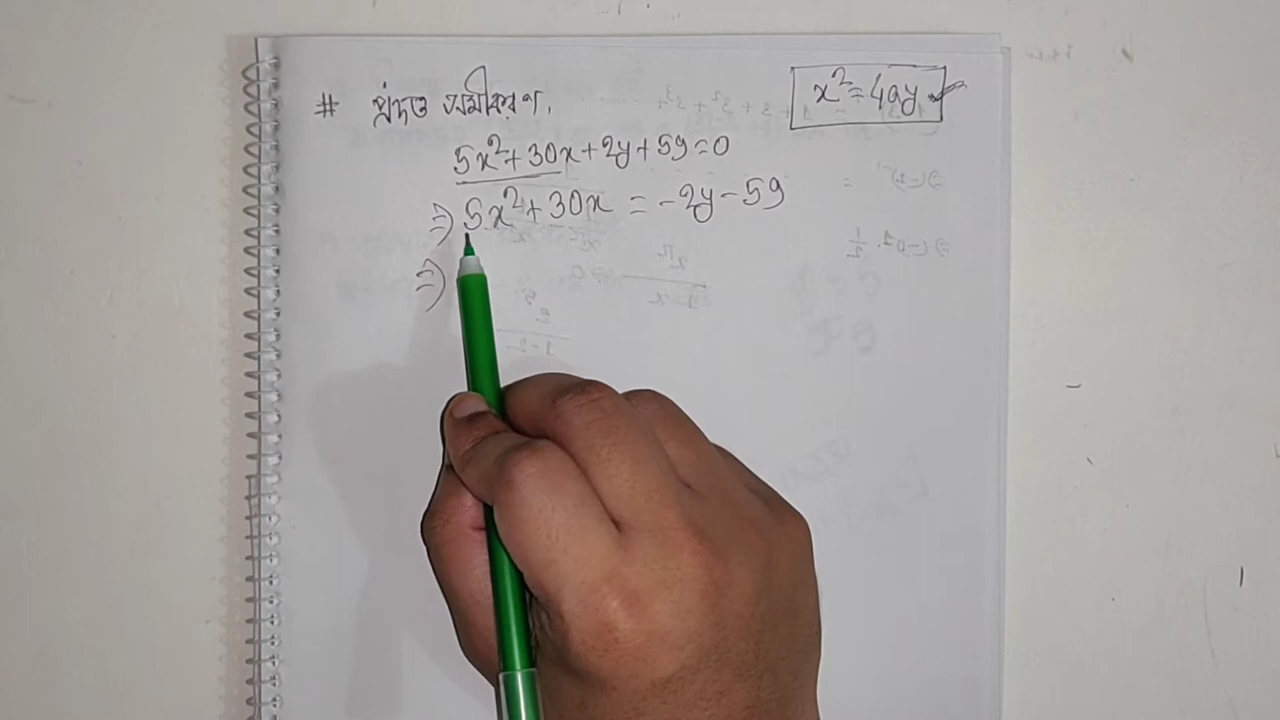 # প্রদত্ত সমীকরণ,
x² = 4ay
5x² + 30x + 2y + 59 = 0
⇒ 5x² + 30x = -2y - 59
⇒